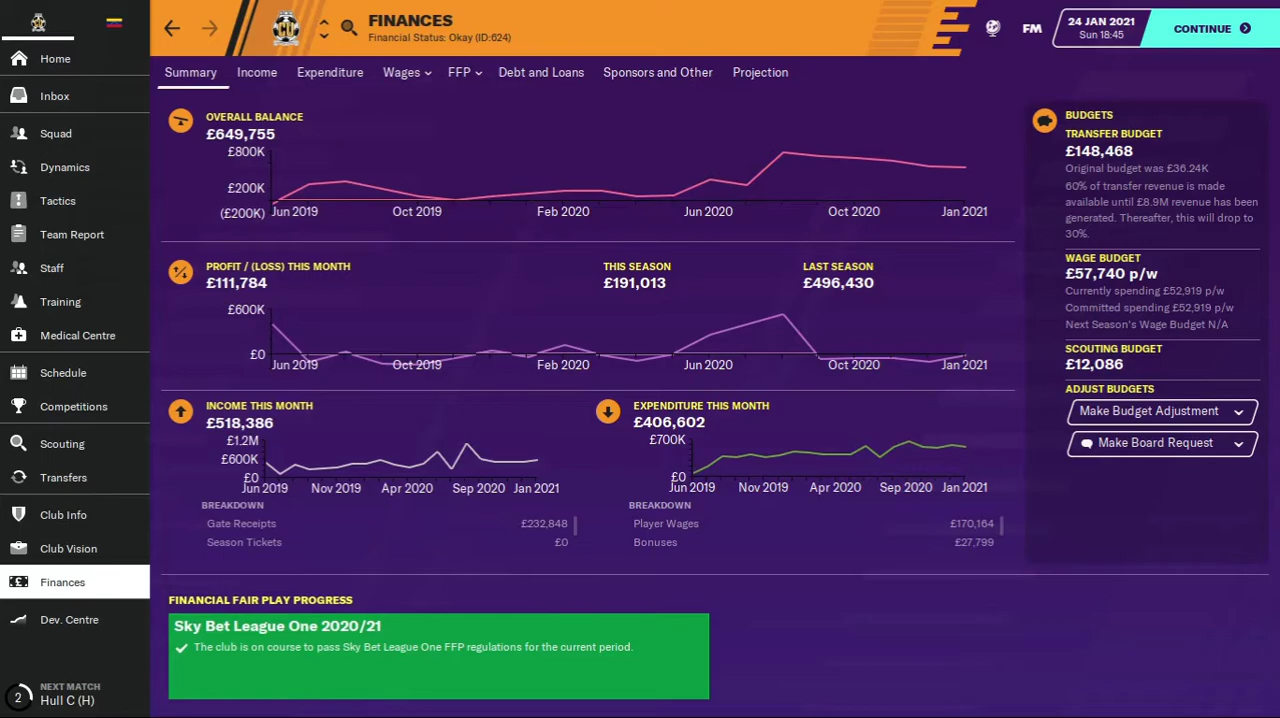 FINANCES
Financial Status: Okay (ID:624)
FM
24 JAN 2021
Sun 18:45
CONTINUE
Home
Inbox
Squad
Dynamics
Tactics
Team Report
Staff
Training
Medical Centre
Schedule
Competitions
Scouting
Transfers
Club Info
Club Vision
Finances
Dev. Centre
2
NEXT MATCH
Hull C (H)
Summary
Income
Expenditure
Wages
FFP
Debt and Loans
Sponsors and Other
Projection
OVERALL BALANCE
£649,755
£800K
£200K
(£200K)
Jun 2019
Oct 2019
Feb 2020
Jun 2020
Oct 2020
Jan 2021
PROFIT / (LOSS) THIS MONTH
£111,784
THIS SEASON
£191,013
LAST SEASON
£496,430
£600K
£0
Jun 2019
Oct 2019
Feb 2020
Jun 2020
Oct 2020
Jan 2021
INCOME THIS MONTH
£518,386
£1.2M
£600K
£0
Jun 2019
Nov 2019
Apr 2020
Sep 2020
Jan 2021
BREAKDOWN
Gate Receipts £232,848
Season Tickets £0
EXPENDITURE THIS MONTH
£406,602
£700K
£0
Jun 2019
Nov 2019
Apr 2020
Sep 2020
Jan 2021
BREAKDOWN
Player Wages £170,164
Bonuses £27,799
FINANCIAL FAIR PLAY PROGRESS
Sky Bet League One 2020/21
The club is on course to pass Sky Bet League One FFP regulations for the current period.
BUDGETS
TRANSFER BUDGET
£148,468
Original budget was £36.24K
60% of transfer revenue is made
available until £8.9M revenue has been
generated. Thereafter, this will drop to
30%.
WAGE BUDGET
£57,740 p/w
Currently spending £52,919 p/w
Committed spending £52,919 p/w
Next Season's Wage Budget N/A
SCOUTING BUDGET
£12,086
ADJUST BUDGETS
Make Budget Adjustment
Make Board Request